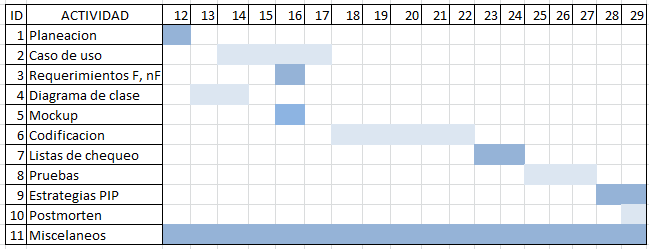 ID ACTIVIDAD 12 13 14 15 16 17 18 19 20 21 22 23 24 25 26 27 28 29
1 Planeacion
2 Caso de uso
3 Requerimientos F, nF
4 Diagrama de clase
5 Mockup
6 Codificacion
7 Listas de chequeo
8 Pruebas
9 Estrategias PIP
10 Postmorten
11 Miscelaneos